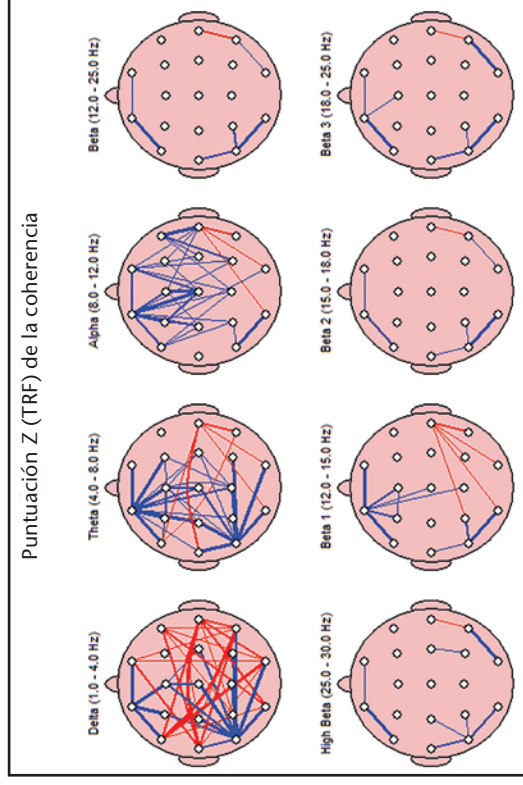 Puntuación Z (TRF) de la coherencia
Delta (1.0 - 4.0 Hz)
Theta (4.0 - 8.0 Hz)
Alpha (8.0 - 12.0 Hz)
Beta (12.0 - 25.0 Hz)
High Beta (25.0 - 30.0 Hz)
Beta 1 (12.0 - 15.0 Hz)
Beta 2 (15.0 - 18.0 Hz)
Beta 3 (18.0 - 25.0 Hz)